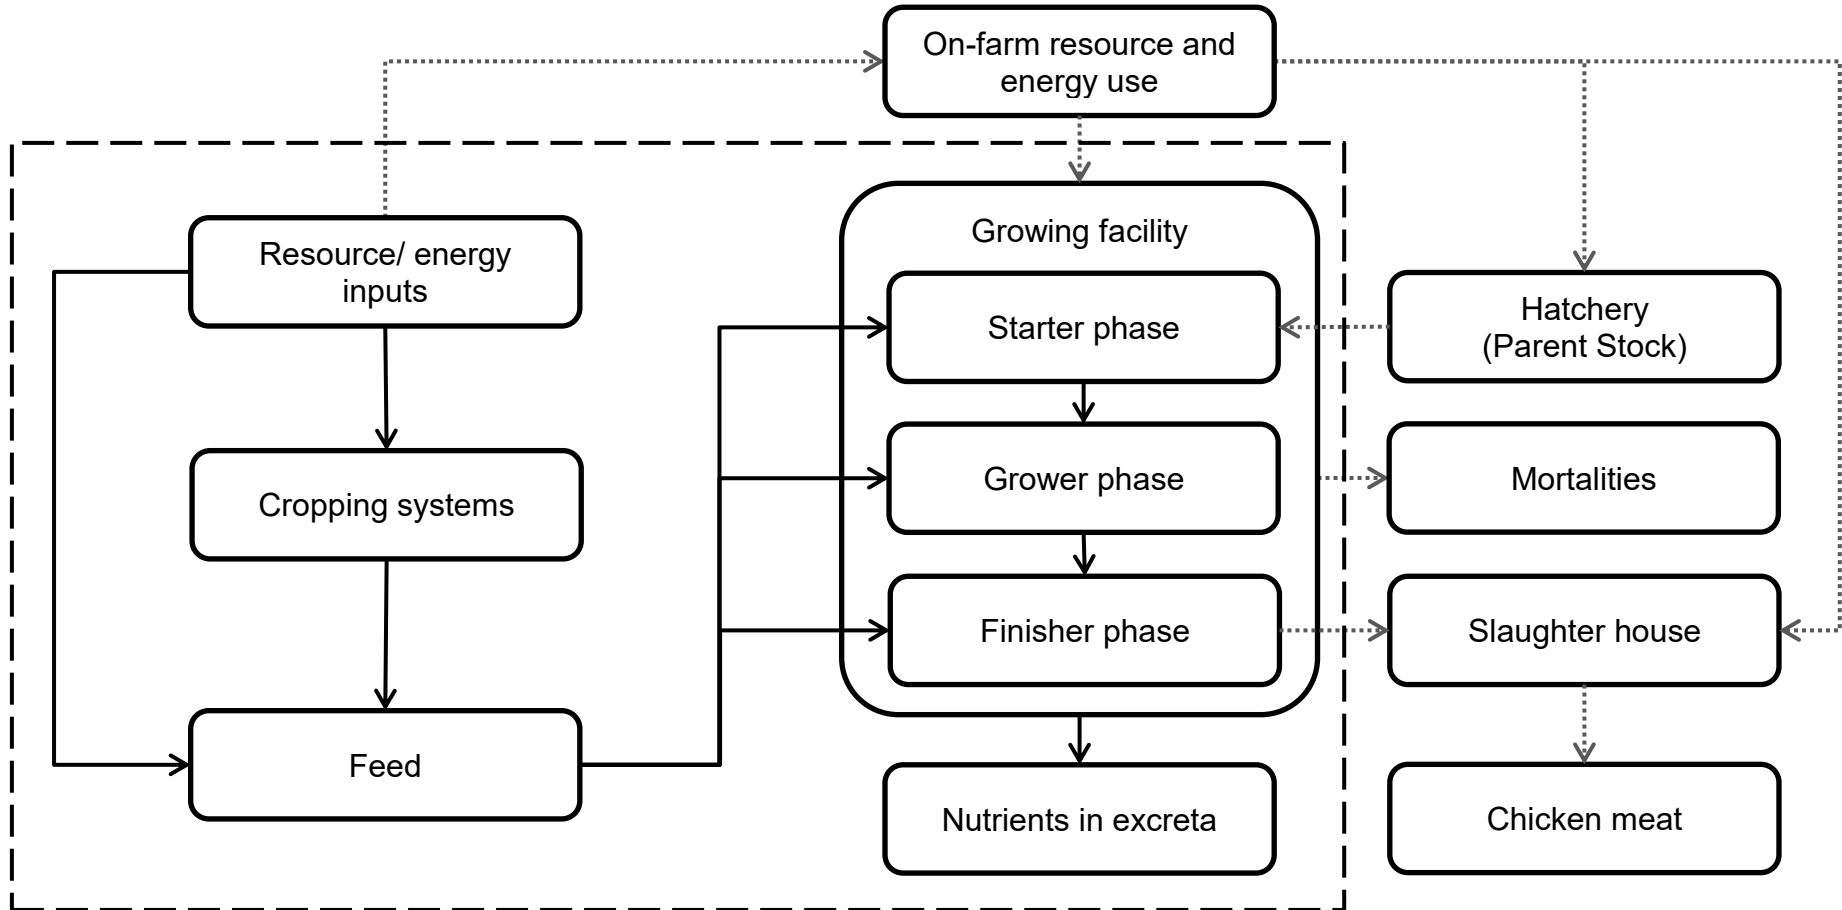 On-farm resource and
energy use
Resource/ energy
inputs
Cropping systems
Feed
Growing facility
Starter phase
Grower phase
Finisher phase
Nutrients in excreta
Hatchery
(Parent Stock)
Mortalities
Slaughter house
Chicken meat